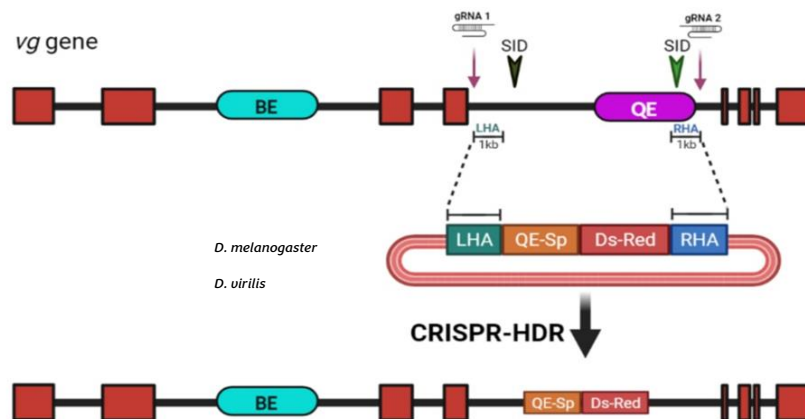 gRNA 1
gRNA 2
vg gene
SID
SID
BE
QE
LHA
1kb
RHA
1kb
LHA
QE-Sp
Ds-Red
RHA
D. melanogaster
D. virilis
CRISPR-HDR
BE
QE-Sp
Ds-Red